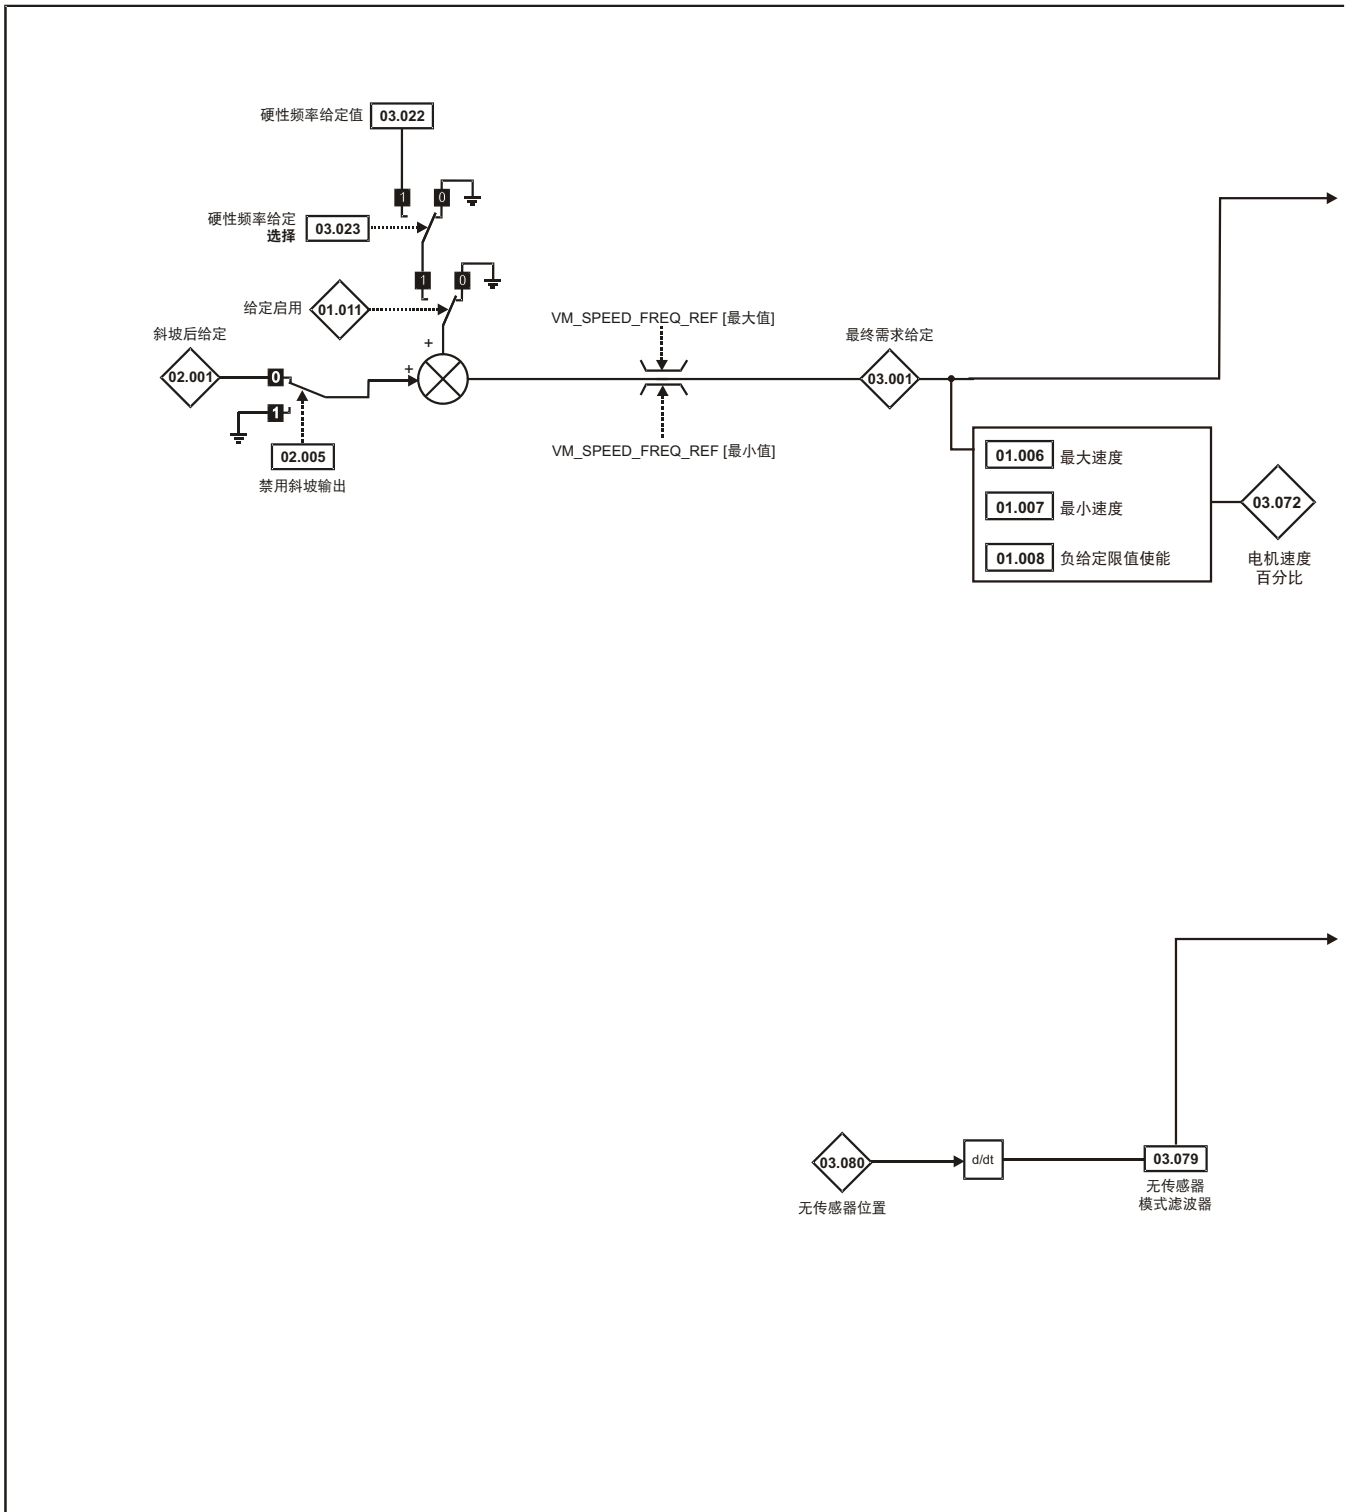 硬性频率给定值 03.022
1 0
硬性频率给定
选择
03.023
1 0
给定启用 01.011
VM_SPEED_FREQ_REF [最大值]
斜坡后给定
最终需求给定
+
+
02.001
0
03.001
1
02.005
禁用斜坡输出
VM_SPEED_FREQ_REF [最小值]
01.006 最大速度
01.007 最小速度
01.008 负给定限值使能
03.072
电机速度
百分比
03.080
d/dt
03.079
无传感器位置
无传感器
模式滤波器